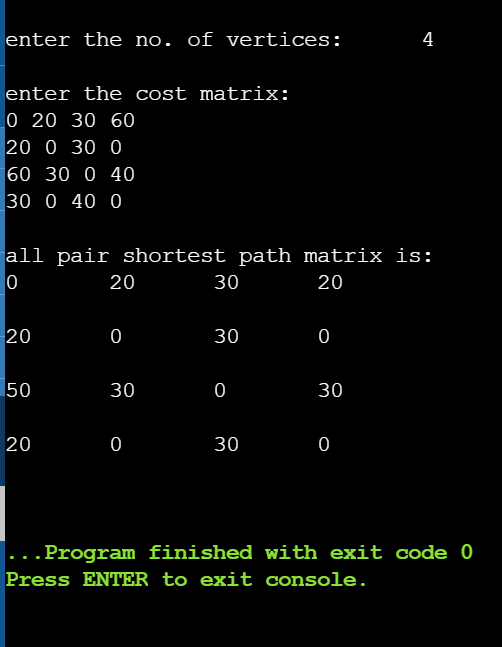 enter the no. of vertices: 4
enter the cost matrix:
0 20 30 60
20 0 30 0
60 30 0 40
30 0 40 0
all pair shortest path matrix is:
0 20 30 20
20 0 30 0
50 30 0 30
20 0 30 0
...Program finished with exit code 0
Press ENTER to exit console.